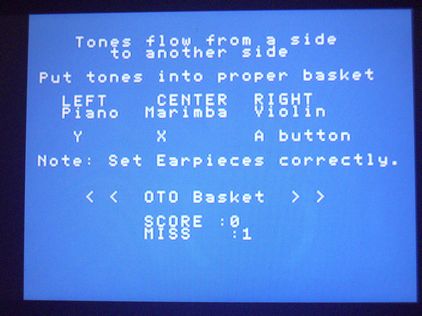 Tones flow from a side
to another side
Put tones into proper basket
LEFT CENTER RIGHT
Piano Marimba Violin
Y X A button
Note: Set Earpieces correctly.
< < OTO Basket > >
SCORE :0
MISS :1